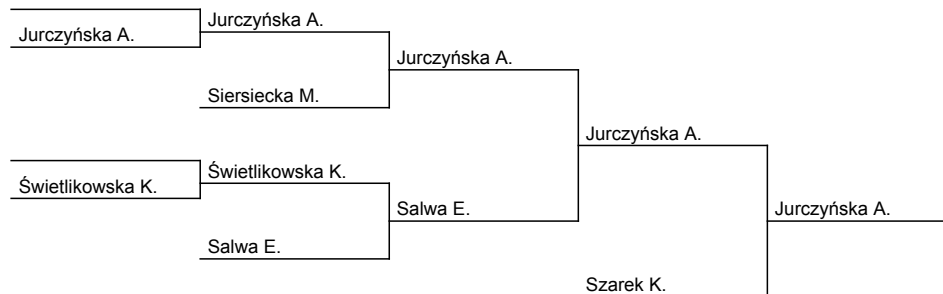 Jurczyńska A.
Jurczyńska A.
Jurczyńska A.
Siersiecka M.
Jurczyńska A.
Świetlikowska K.
Świetlikowska K.
Salwa E.
Jurczyńska A.
Salwa E.
Szarek K.